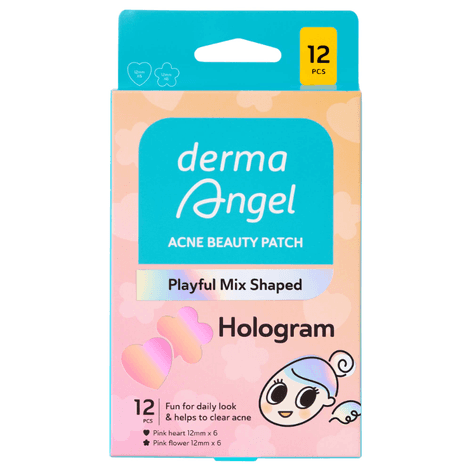 12
PCS
derma
Angel
ACNE BEAUTY PATCH
Playful Mix Shaped
Hologram
12
PCS
Fun for daily look
& helps to clear acne
Pink heart 12mm x 6
Pink flower 12mm x 6